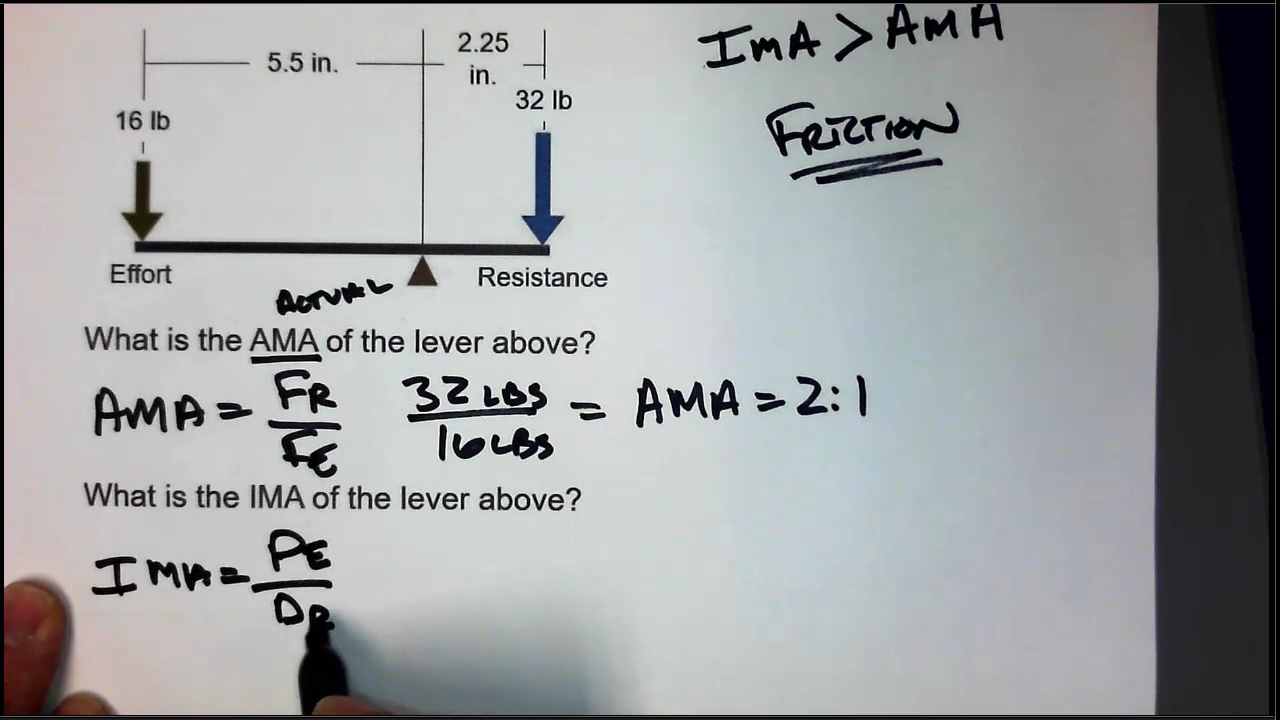 5.5 in.
2.25
in.
16 lb
32 lb
IMA > AMA
FRICTION
Effort
Resistance
ACTUAL
What is the AMA of the lever above?
AMA = FR / FE 32 LBS / 16 LBS = AMA = 2:1
What is the IMA of the lever above?
IMA = DE / DR